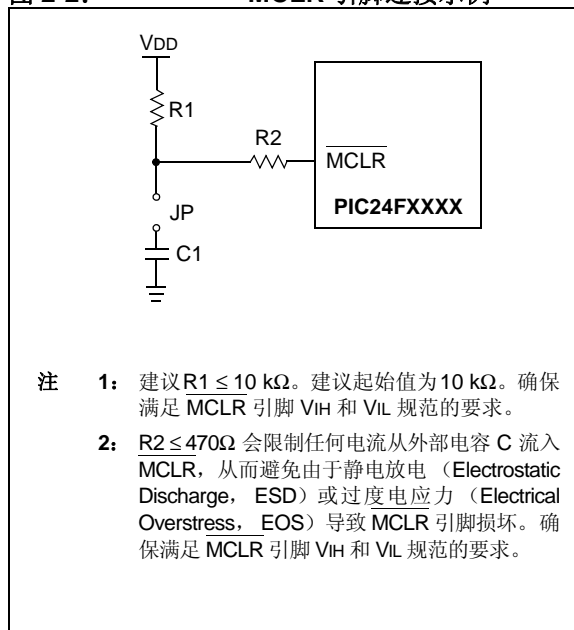 图 2-2： MCLR 引脚连接示例
VDD
R1
R2
MCLR
PIC24FXXXX
JP
C1
注 1： 建议R1 ≤ 10 kΩ。建议起始值为10 kΩ。确保
满足 MCLR 引脚 VIH 和 VIL 规范的要求。
2： R2 ≤ 470Ω 会限制任何电流从外部电容 C 流入
MCLR，从而避免由于静电放电 （Electrostatic
Discharge， ESD）或过度电应力 （Electrical
Overstress， EOS）导致 MCLR 引脚损坏。确
保满足 MCLR 引脚 VIH 和 VIL 规范的要求。